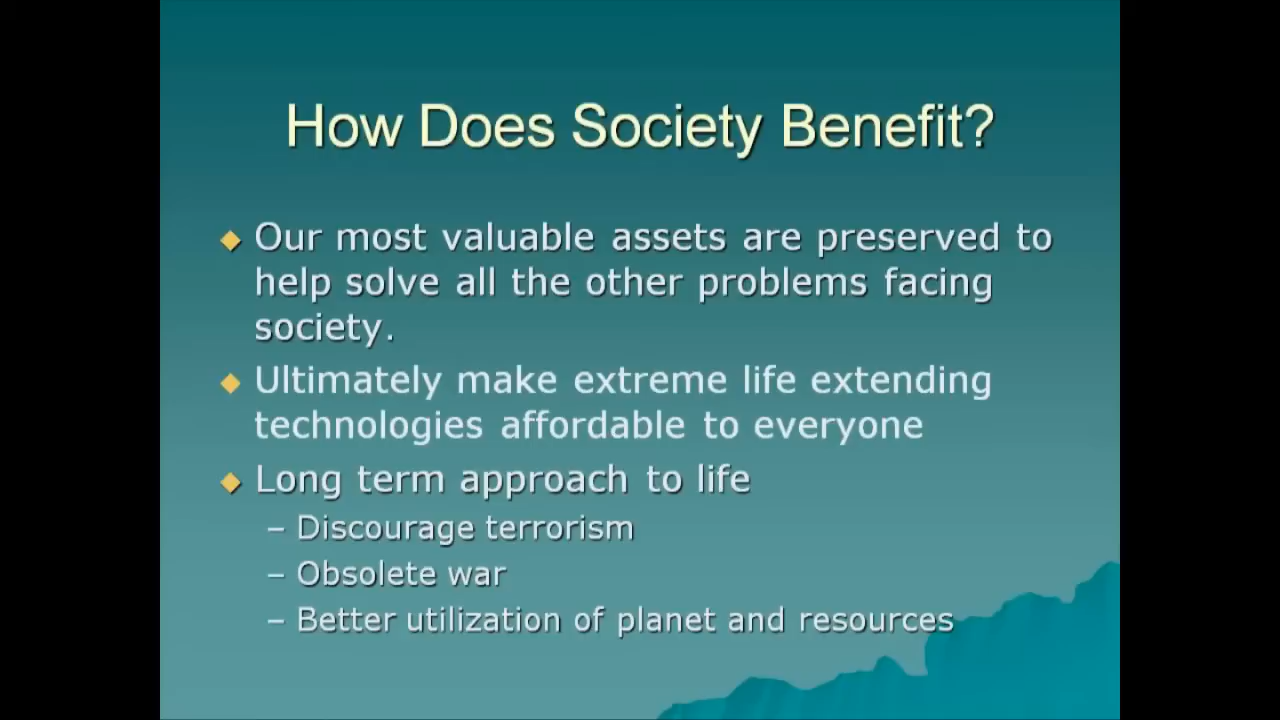 How Does Society Benefit?
Our most valuable assets are preserved to
help solve all the other problems facing
society.
Ultimately make extreme life extending
technologies affordable to everyone
Long term approach to life
– Discourage terrorism
– Obsolete war
– Better utilization of planet and resources